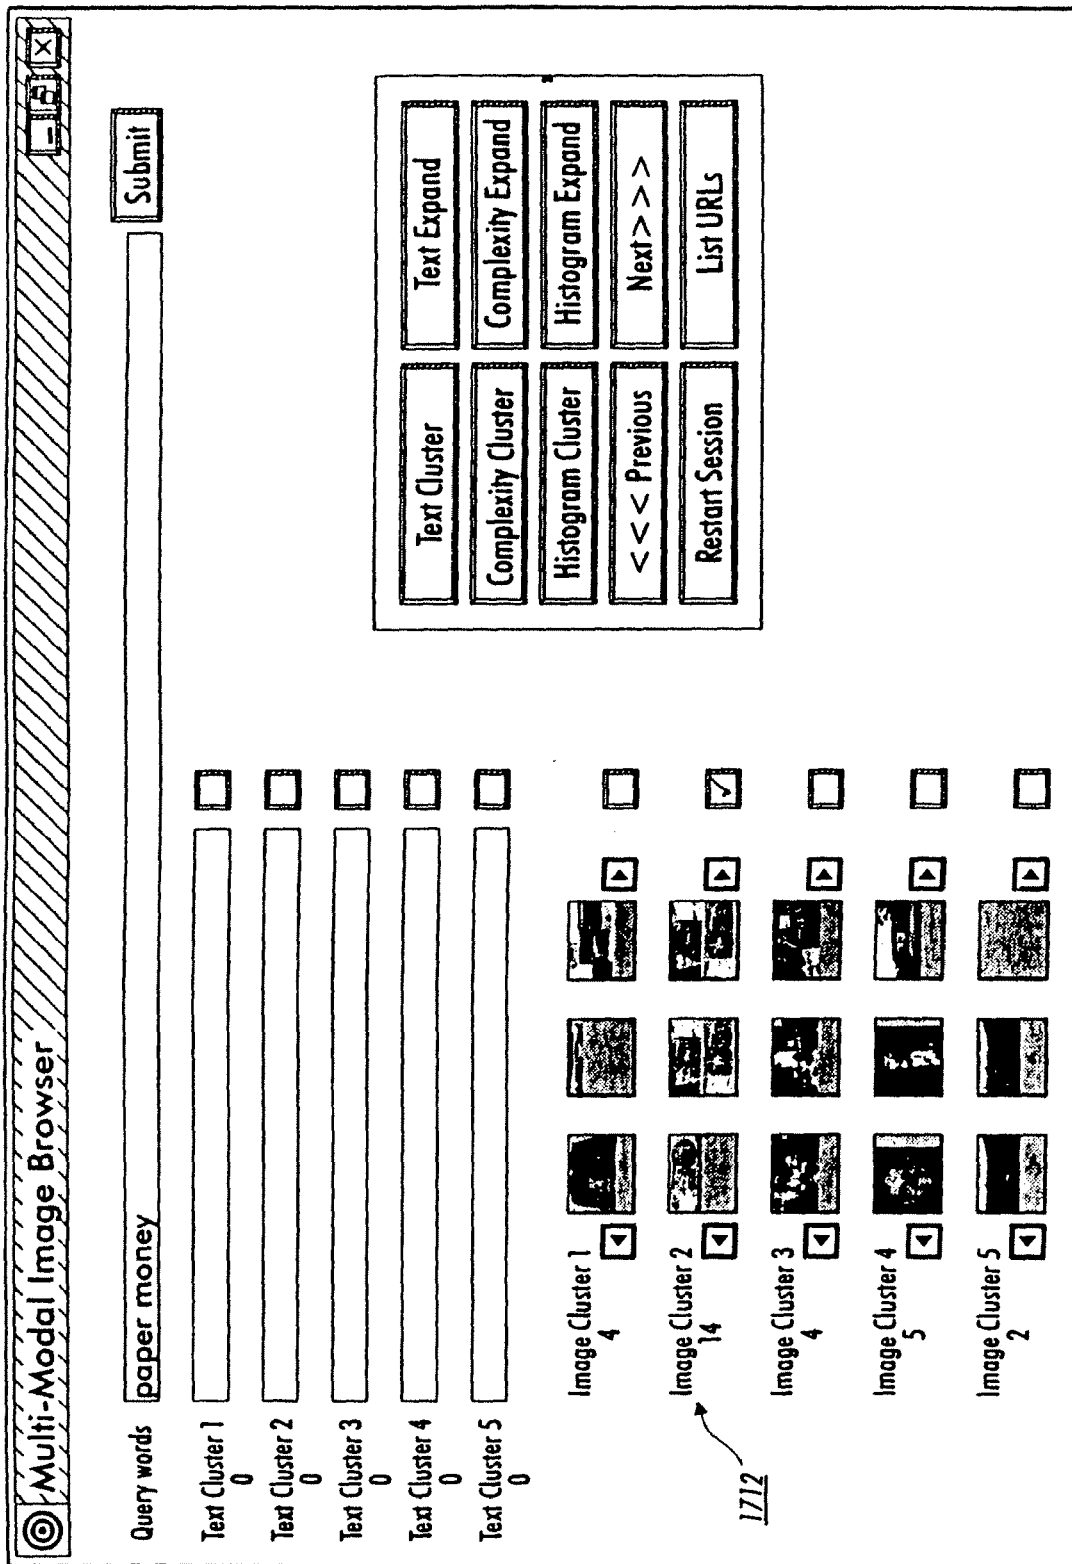 Multi-Modal Image Browser
Query words paper money Submit
Text Cluster 1
0
Text Cluster 2
0
Text Cluster 3
0
Text Cluster 4
0
Text Cluster 5
0
Text Cluster Text Expand
Complexity Cluster Complexity Expand
Histogram Cluster Histogram Expand
< < < Previous Next > > >
Restart Session List URLs
Image Cluster 1
4
Image Cluster 2
14
Image Cluster 3
4
Image Cluster 4
5
Image Cluster 5
2
1712